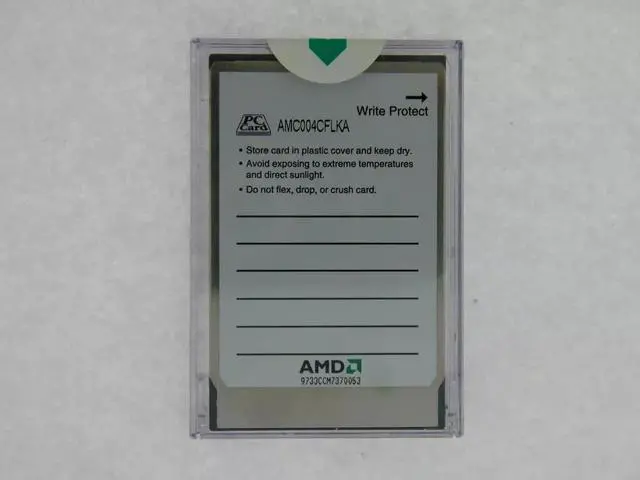 Write Protect
PC
Card
AMC004CFLKA
• Store card in plastic cover and keep dry.
• Avoid exposing to extreme temperatures
and direct sunlight.
• Do not flex, drop, or crush card.
AMD
9733CCM7370053